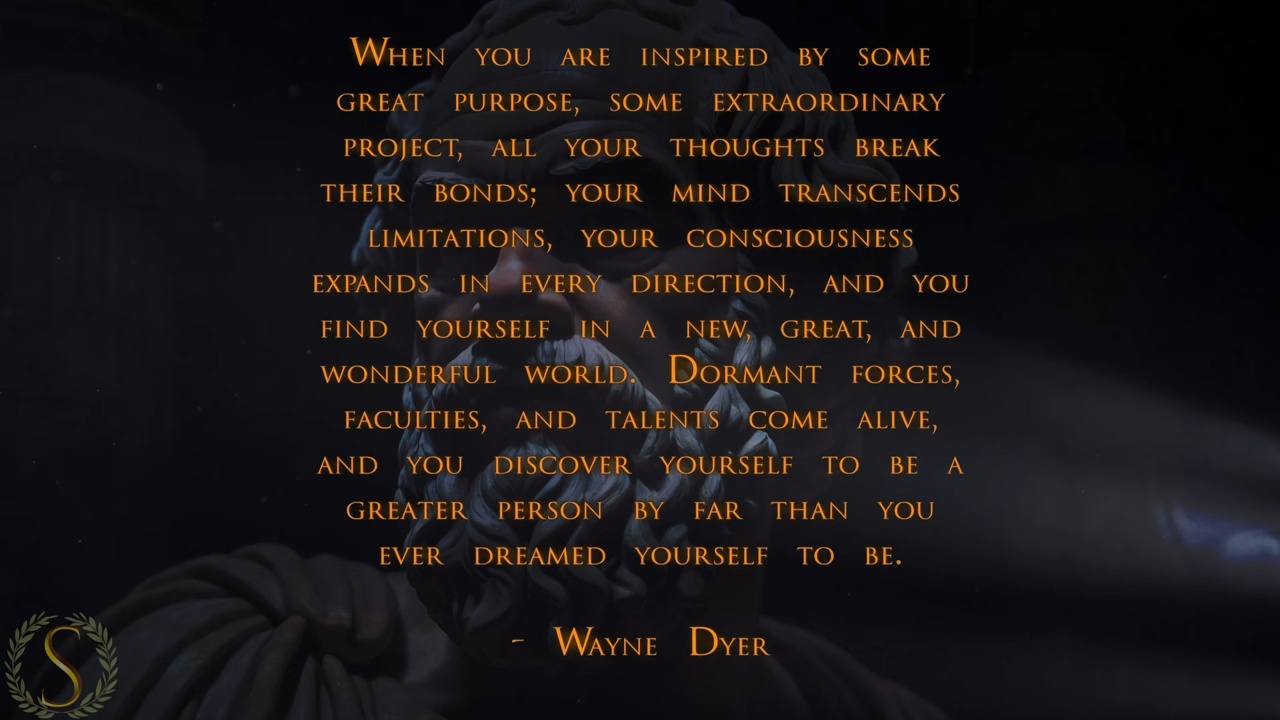 When you are inspired by some
great purpose, some extraordinary
project, all your thoughts break
their bonds; your mind transcends
limitations, your consciousness
expands in every direction, and you
find yourself in a new, great, and
wonderful world. Dormant forces,
faculties, and talents come alive,
and you discover yourself to be a
greater person by far than you
ever dreamed yourself to be.
- Wayne Dyer
S